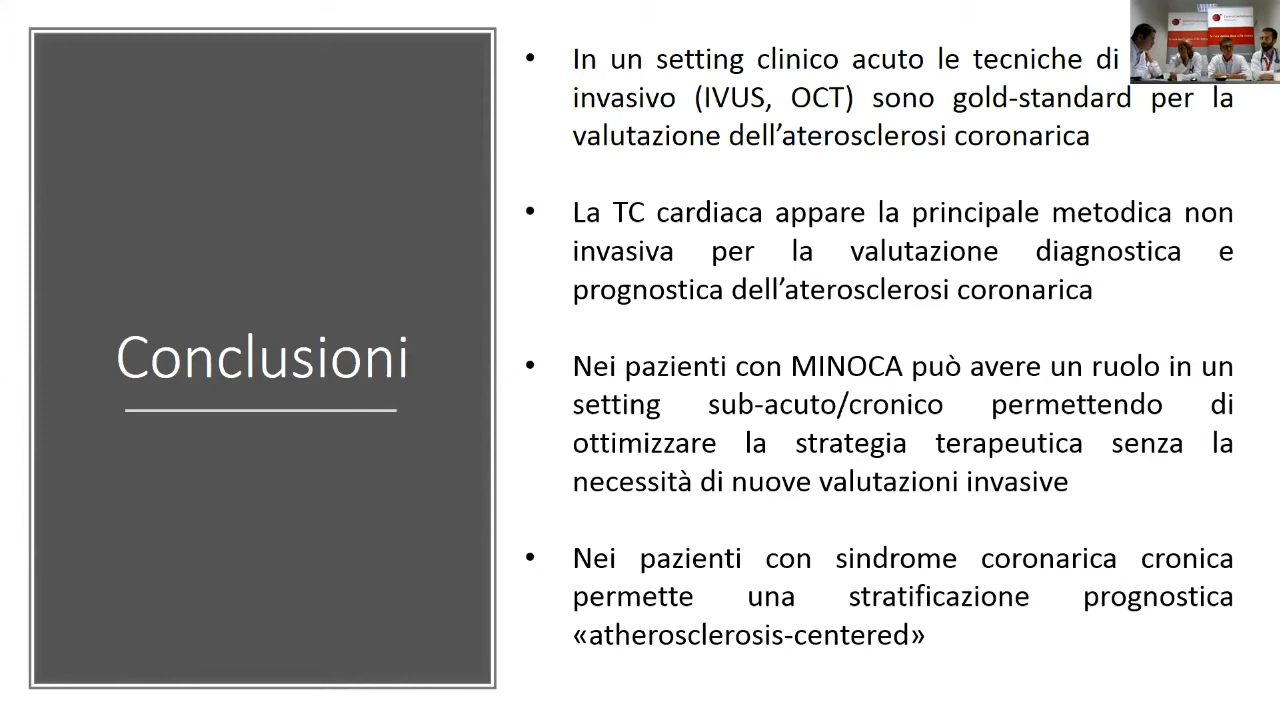 Conclusioni
• In un setting clinico acuto le tecniche di
invasivo (IVUS, OCT) sono gold-standard per la
valutazione dell’aterosclerosi coronarica
• La TC cardiaca appare la principale metodica non
invasiva per la valutazione diagnostica e
prognostica dell’aterosclerosi coronarica
• Nei pazienti con MINOCA può avere un ruolo in un
setting sub-acuto/cronico permettendo di
ottimizzare la strategia terapeutica senza la
necessità di nuove valutazioni invasive
• Nei pazienti con sindrome coronarica cronica
permette una stratificazione prognostica
«atherosclerosis-centered»